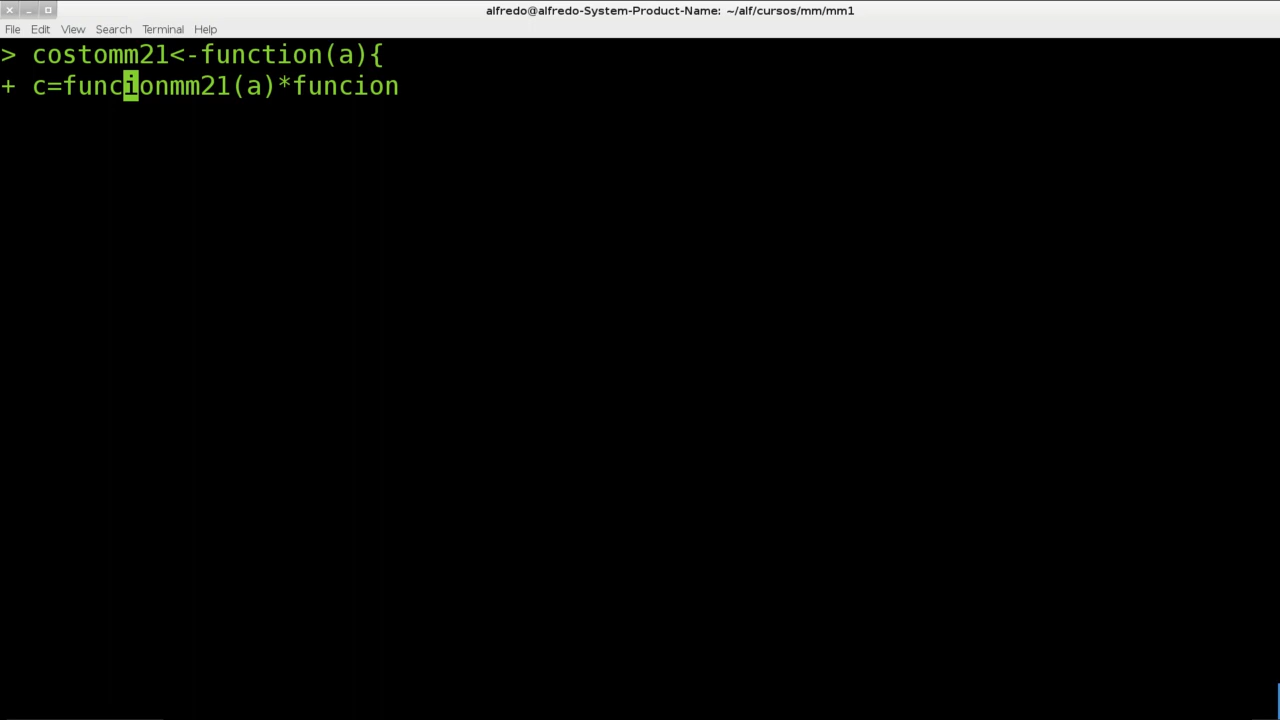 alfredo@alfredo-System-Product-Name: ~/alf/cursos/mm/mm1
File Edit View Search Terminal Help
> costomm21<-function(a){
+ c=funcionmm21(a)*funcion